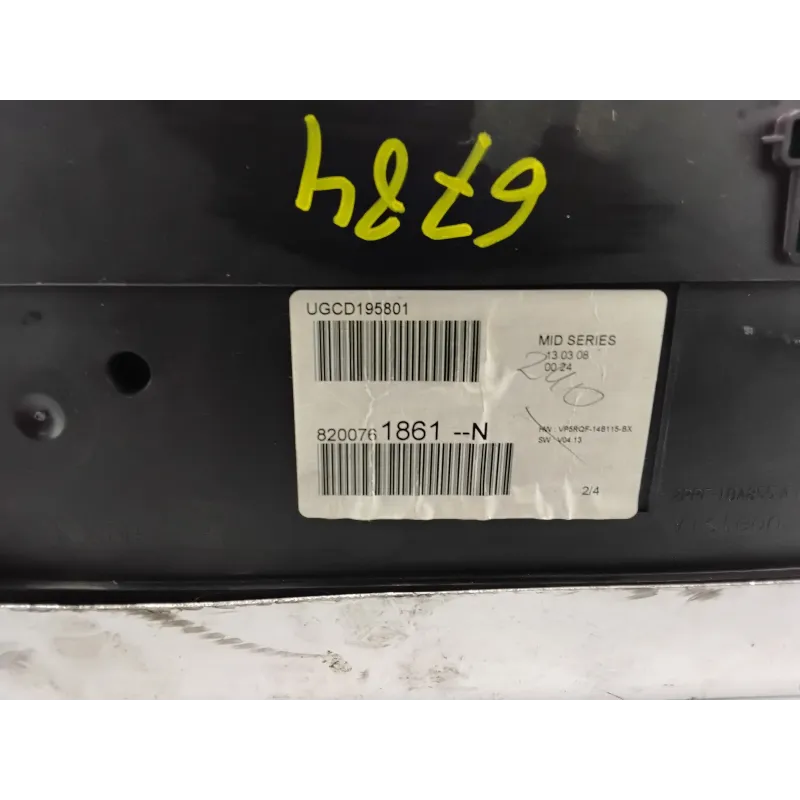 6784
UGCD195801
MID SERIES
13 03 08
00 24
240
8200761861 --N
HW : VP5RQF-14B115-BX
SW : V04.13
2/4